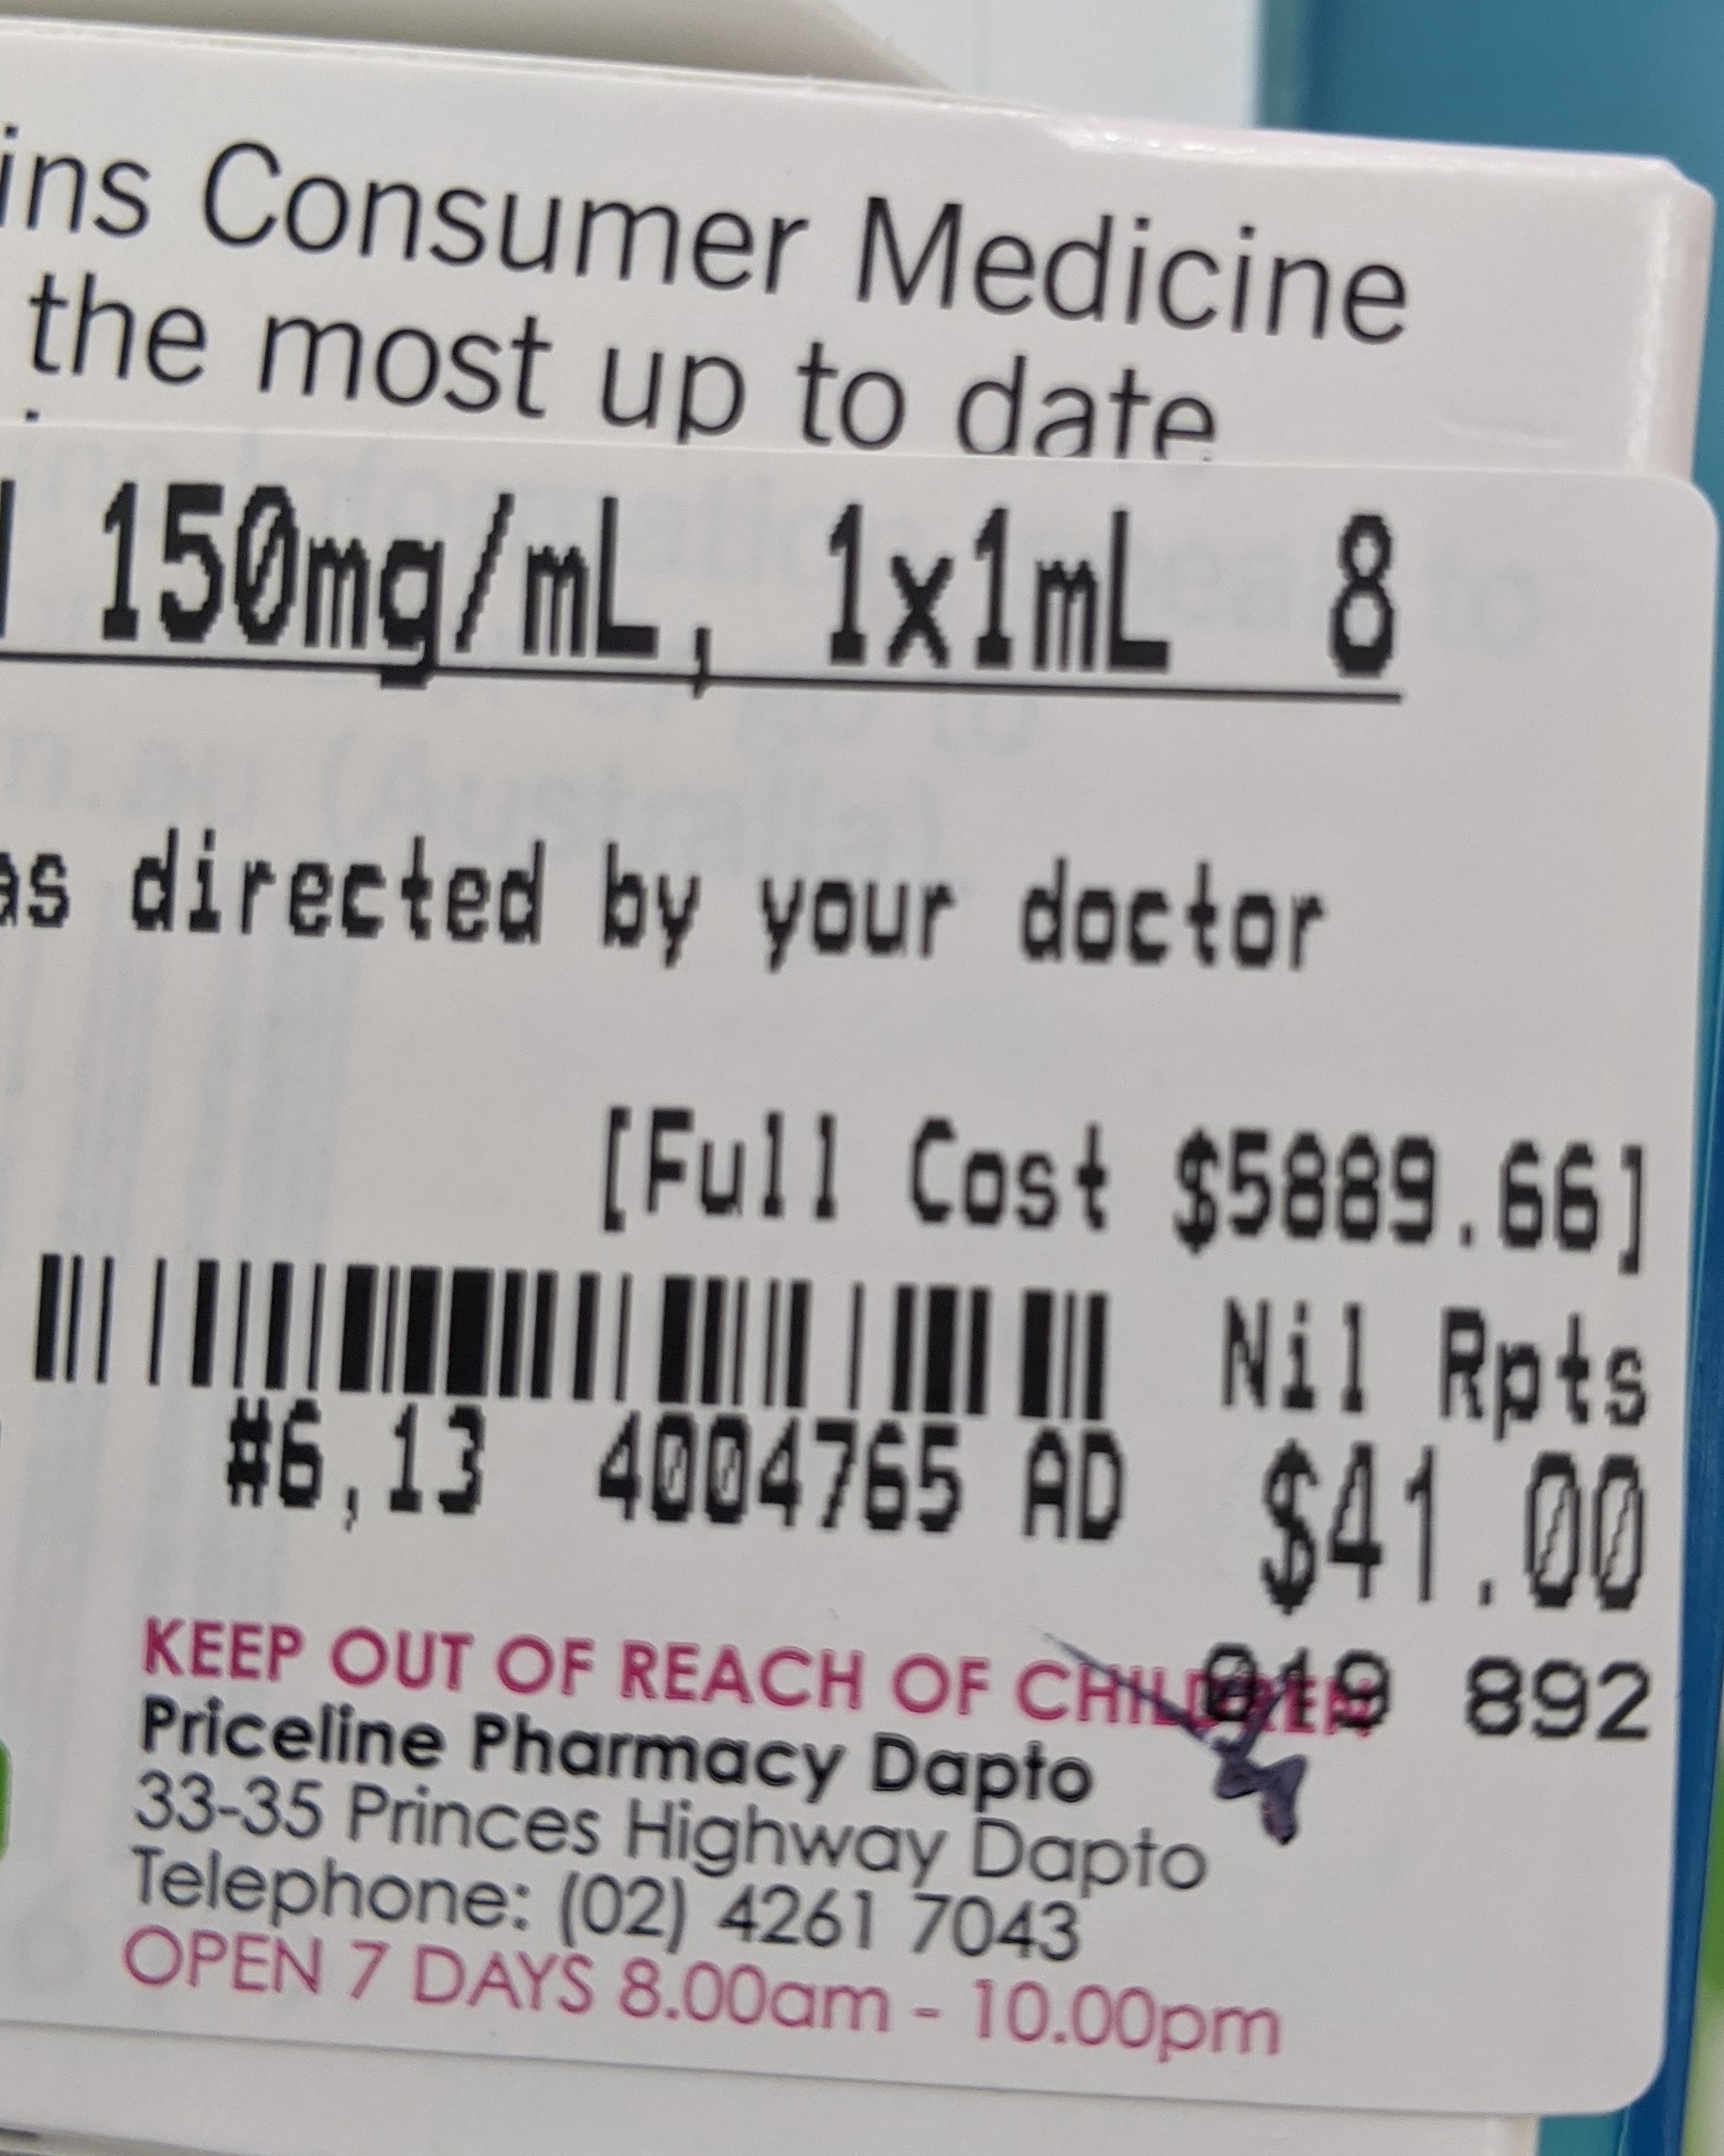 ins Consumer Medicine
the most up to date
150mg/mL, 1x1mL 8
as directed by your doctor
[Full Cost $5889.66]
Nil Rpts
#6,13 4004765 AD $41.00
KEEP OUT OF REACH OF CHILDREN 892
Priceline Pharmacy Dapto
33-35 Princes Highway Dapto
Telephone: (02) 4261 7043
OPEN 7 DAYS 8.00am - 10.00pm